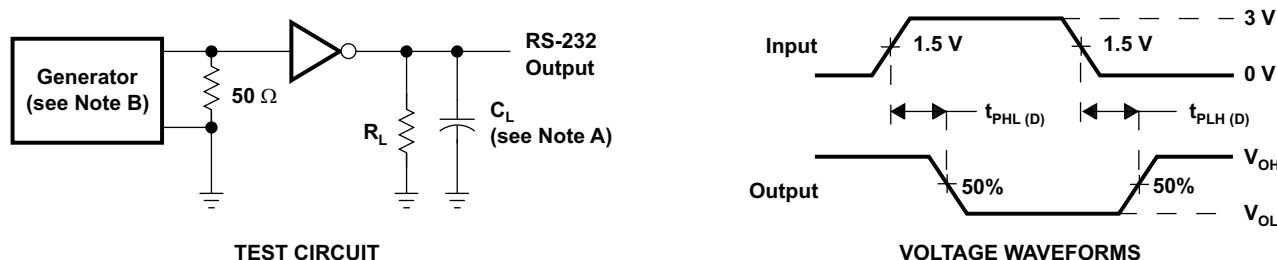 Generator
(see Note B)
50 Ω
RS-232
Output
R_L
C_L
(see Note A)
TEST CIRCUIT
Input
1.5 V
1.5 V
3 V
0 V
t_PHL (D)
t_PLH (D)
Output
50%
50%
V_OH
V_OL
VOLTAGE WAVEFORMS